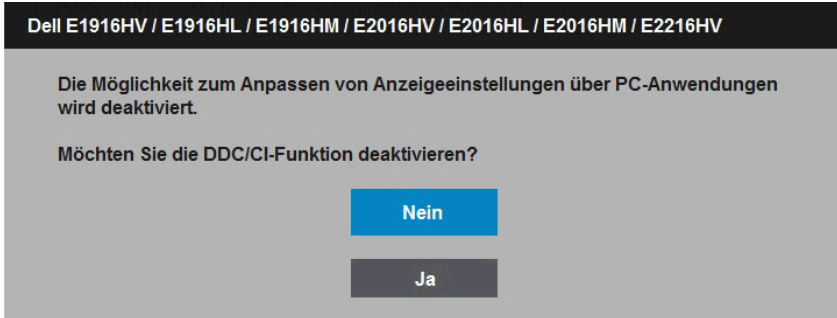 Dell E1916HV / E1916HL / E1916HM / E2016HV / E2016HL / E2016HM / E2216HV
Die Möglichkeit zum Anpassen von Anzeigeeinstellungen über PC-Anwendungen
wird deaktiviert.
Möchten Sie die DDC/CI-Funktion deaktivieren?
Nein
Ja